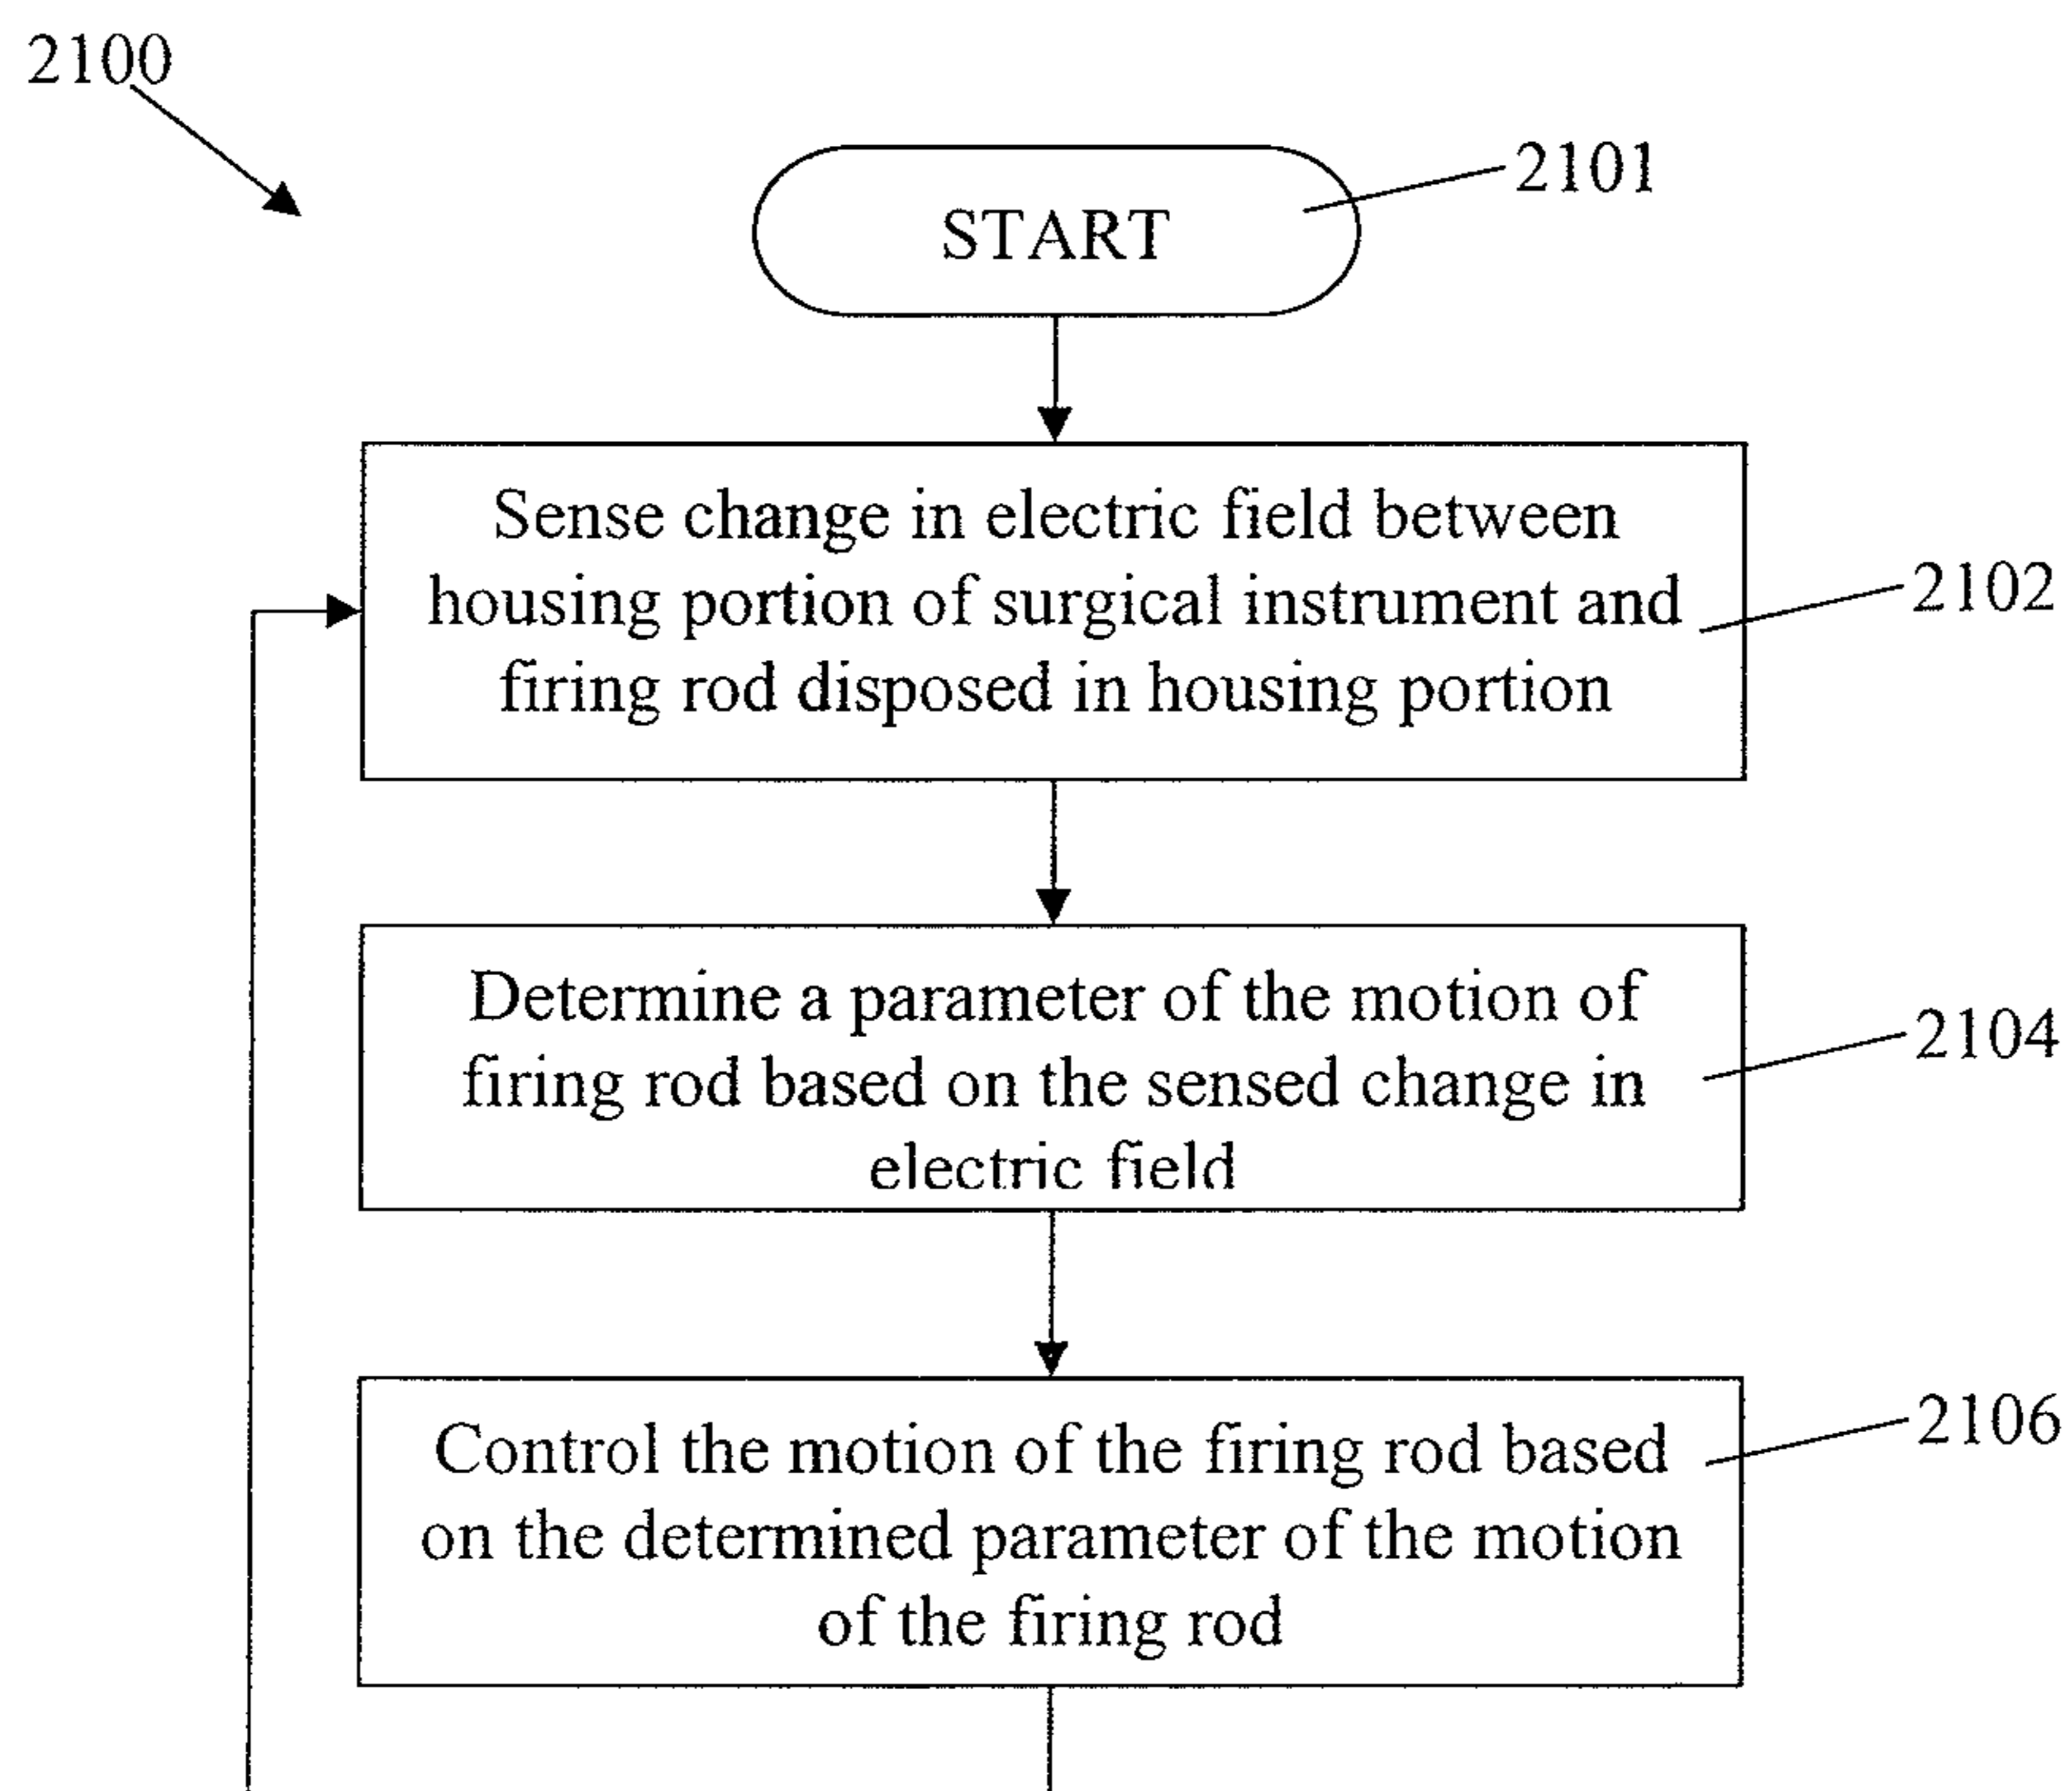 2100
START
2101
Sense change in electric field between
housing portion of surgical instrument and
firing rod disposed in housing portion
2102
Determine a parameter of the motion of
firing rod based on the sensed change in
electric field
2104
Control the motion of the firing rod based
on the determined parameter of the motion
of the firing rod
2106